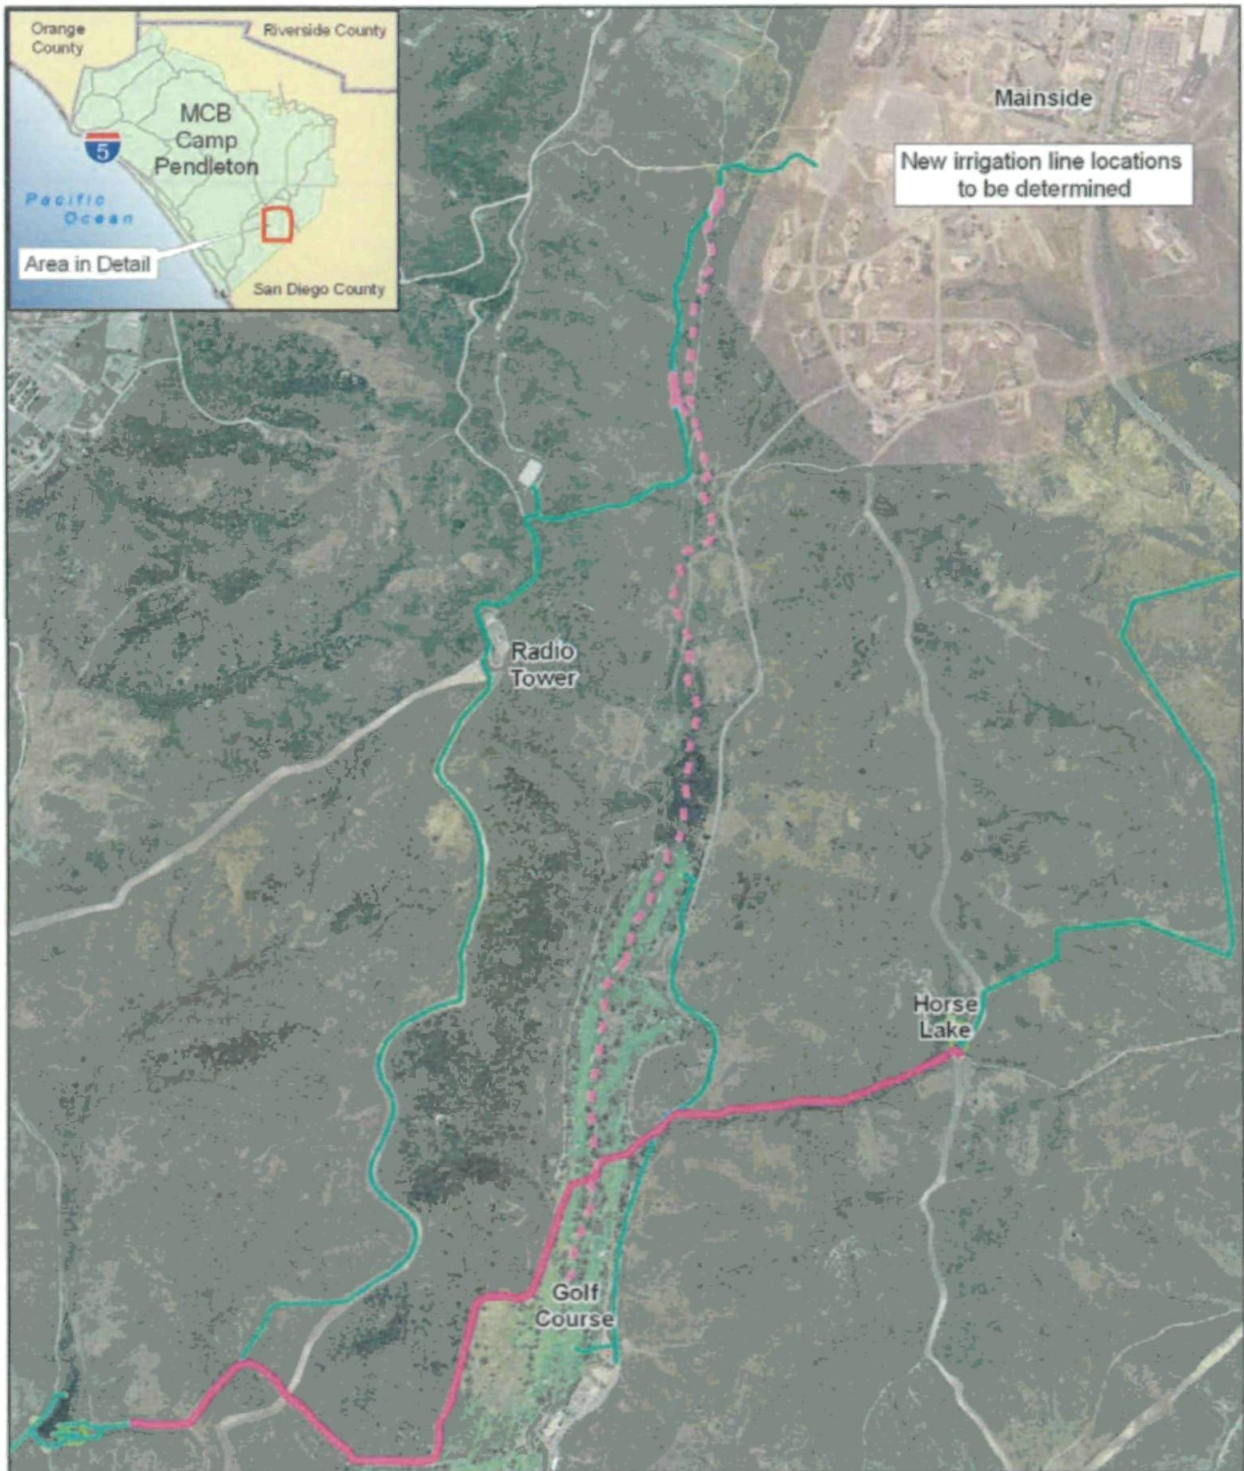 Orange
County
Riverside County
MCB
Camp
Pendleton
5
Pacific
Ocean
Area in Detail
San Diego County
Mainside
New irrigation line locations
to be determined
Radio
Tower
Horse
Lake
Golf
Course